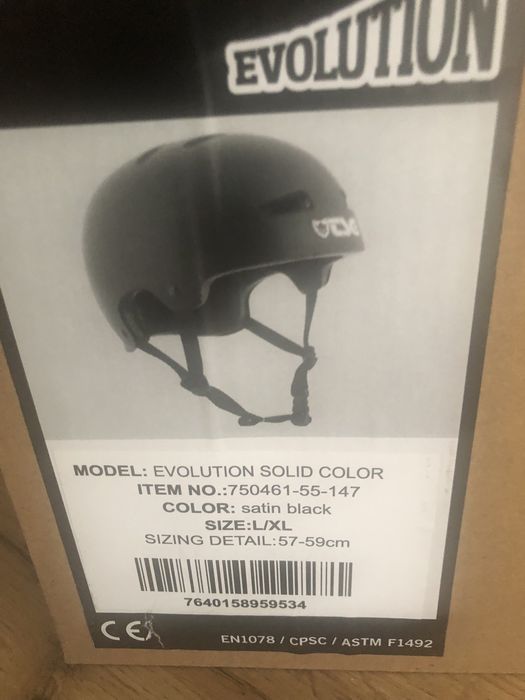 EVOLUTION
TSG
MODEL: EVOLUTION SOLID COLOR
ITEM NO.:750461-55-147
COLOR: satin black
SIZE:L/XL
SIZING DETAIL:57-59cm
7640158959534
CE
EN1078 / CPSC / ASTM F1492